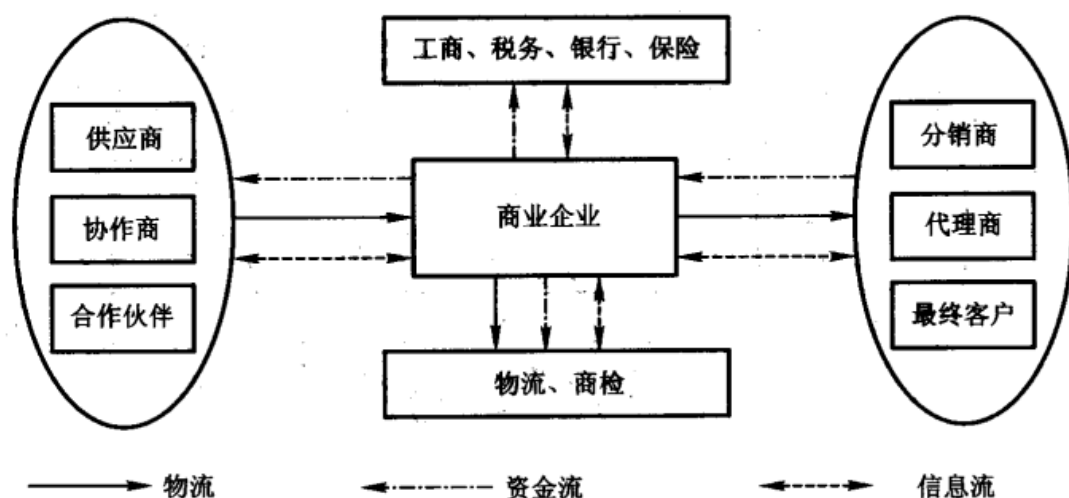 工商、税务、银行、保险
供应商
协作商
合作伙伴
商业企业
分销商
代理商
最终客户
物流、商检
物流
资金流
信息流